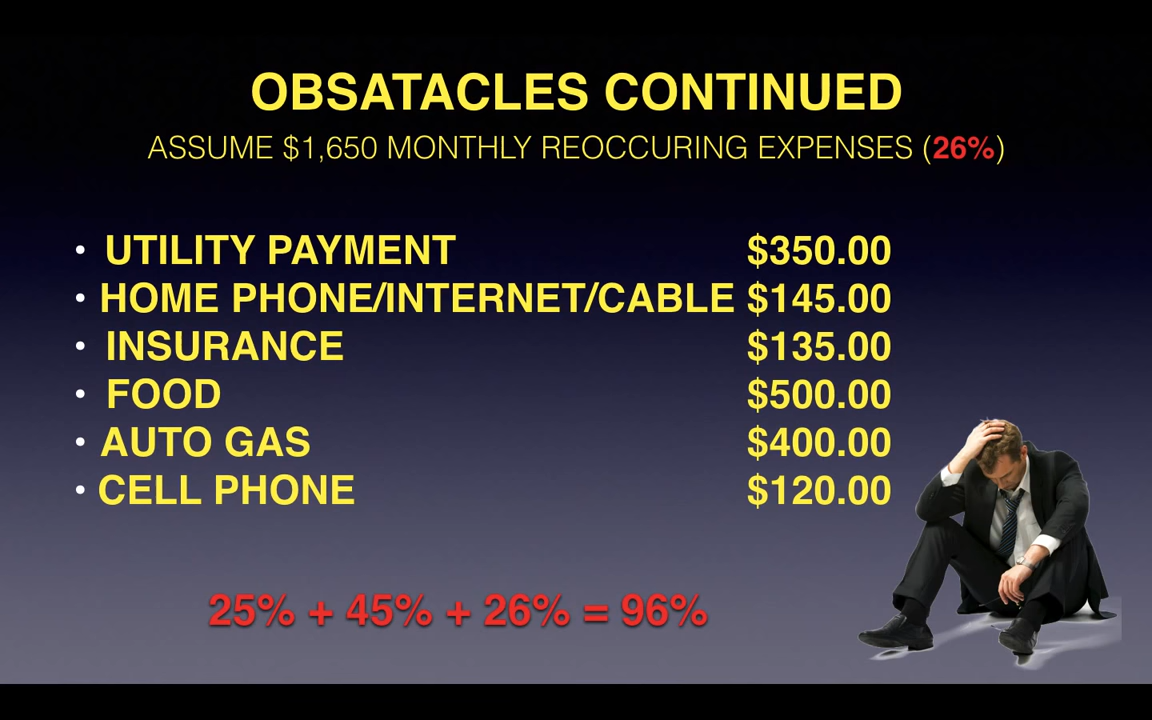 OBSATACLES CONTINUED
ASSUME $1,650 MONTHLY REOCCURING EXPENSES (26%)
• UTILITY PAYMENT $350.00
• HOME PHONE/INTERNET/CABLE $145.00
• INSURANCE $135.00
• FOOD $500.00
• AUTO GAS $400.00
• CELL PHONE $120.00
25% + 45% + 26% = 96%